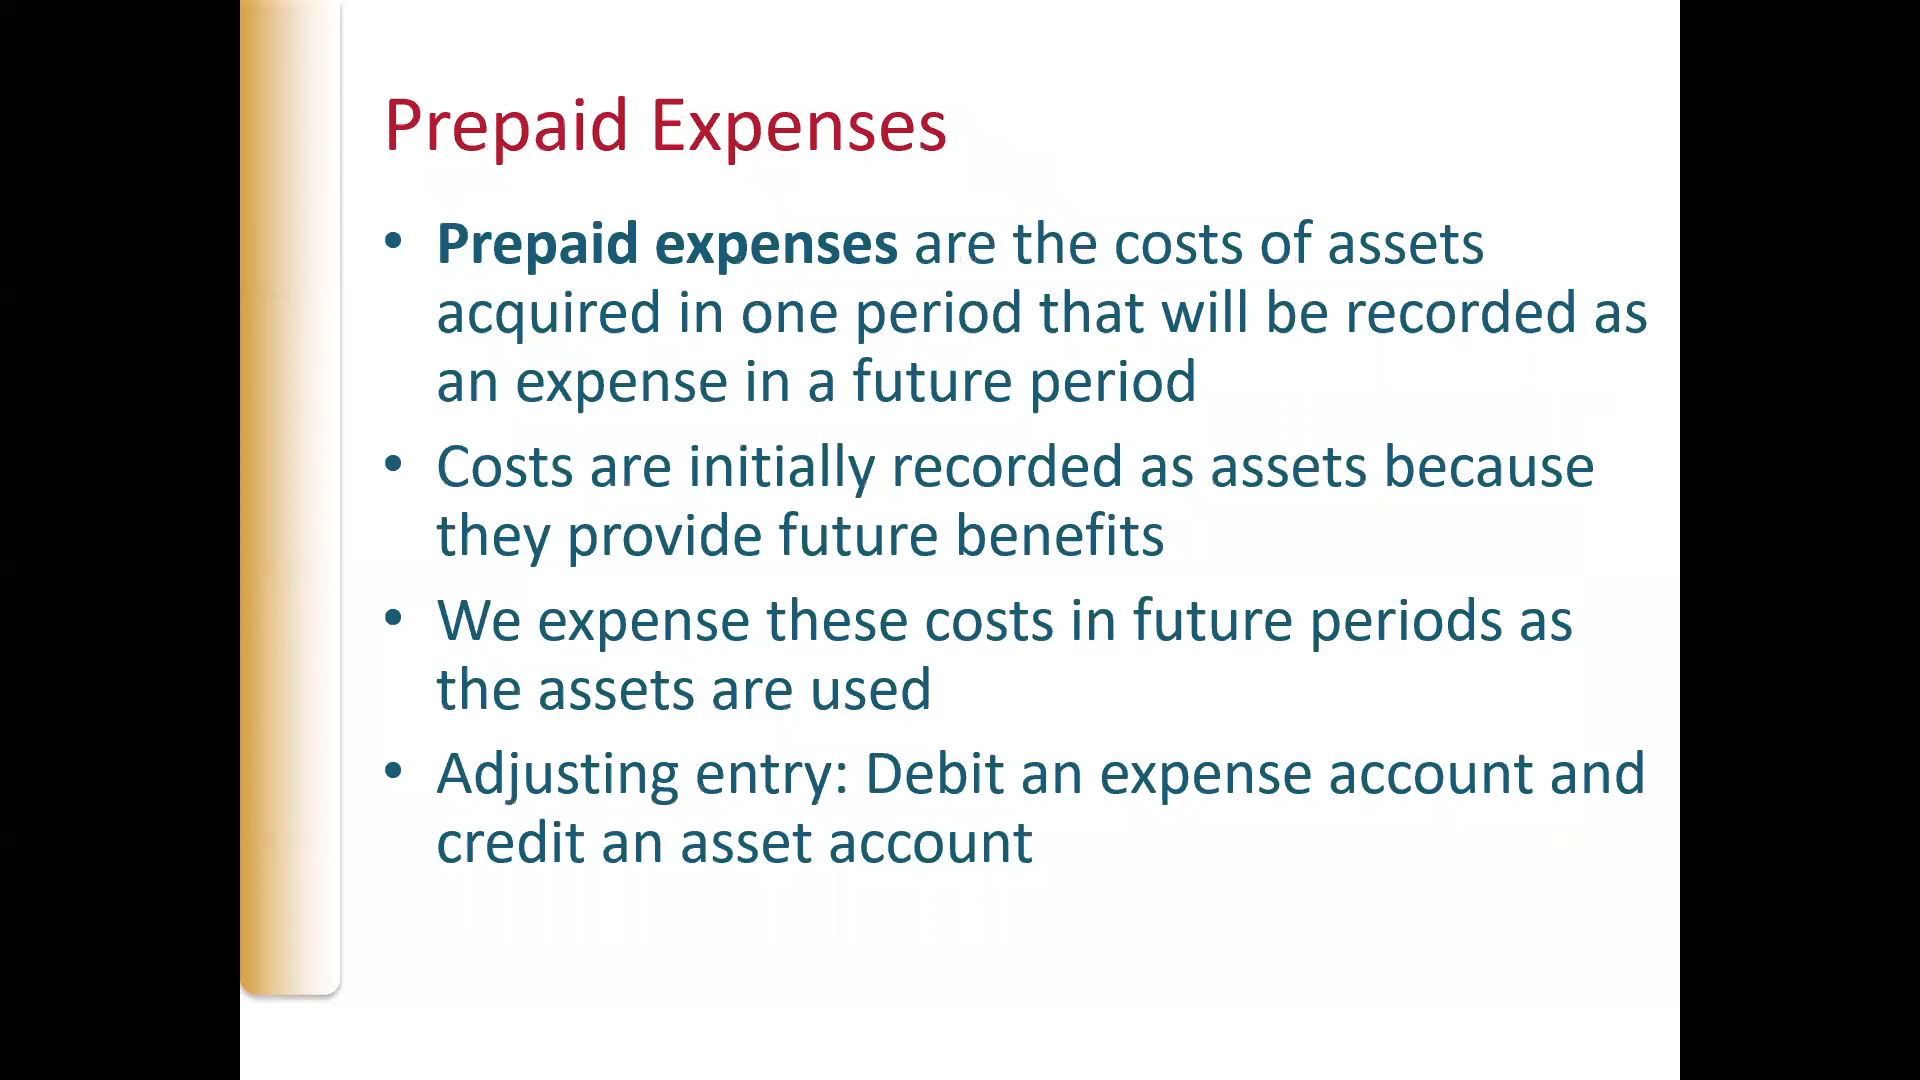 Prepaid Expenses
• Prepaid expenses are the costs of assets
acquired in one period that will be recorded as
an expense in a future period
• Costs are initially recorded as assets because
they provide future benefits
• We expense these costs in future periods as
the assets are used
• Adjusting entry: Debit an expense account and
credit an asset account